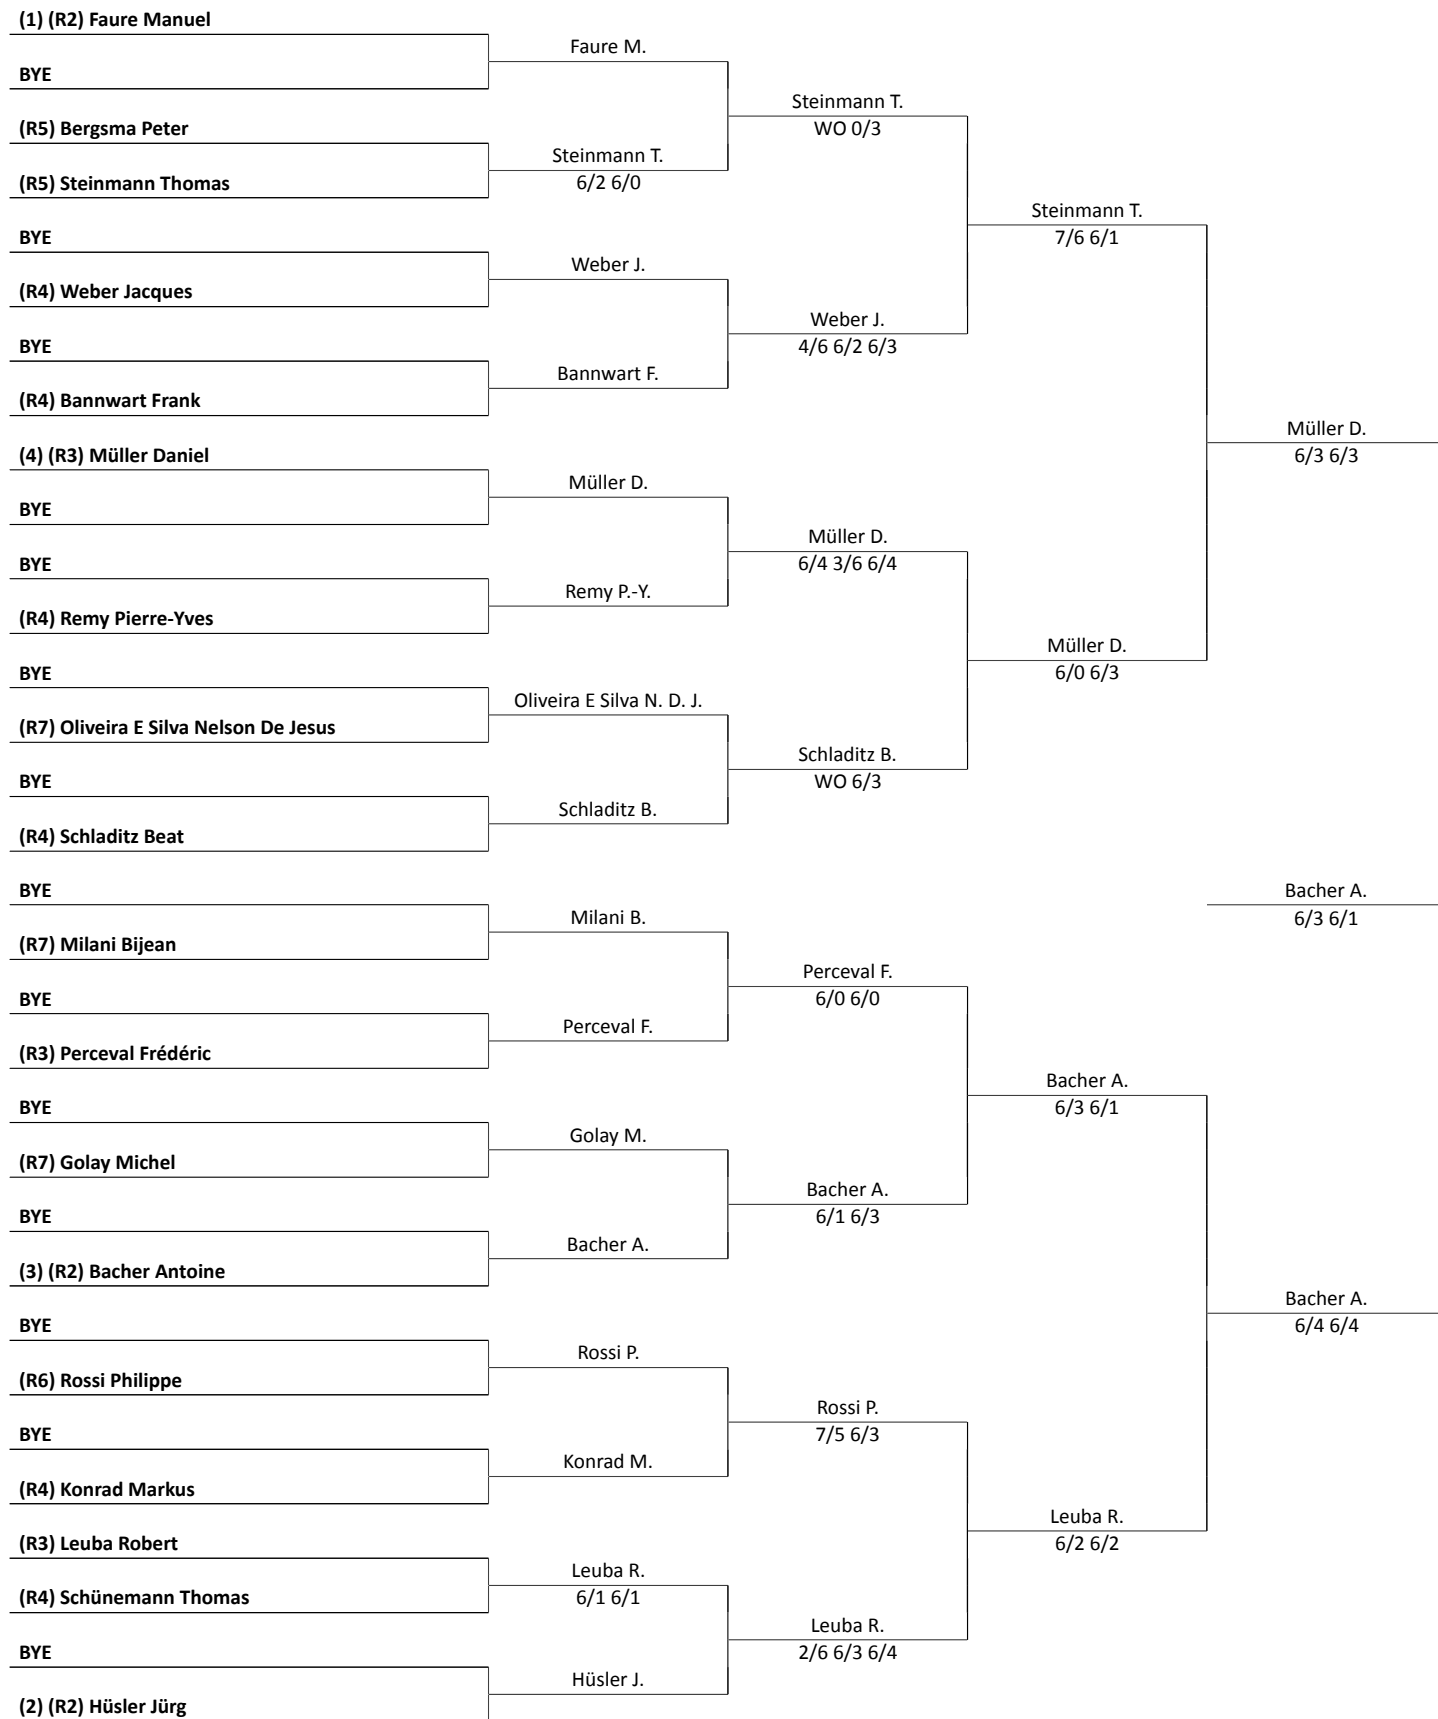 (1) (R2) Faure Manuel
Faure M.
BYE
Steinmann T.
WO 0/3
(R5) Bergsma Peter
Steinmann T.
6/2 6/0
(R5) Steinmann Thomas
Steinmann T.
7/6 6/1
BYE
Weber J.
(R4) Weber Jacques
Weber J.
4/6 6/2 6/3
BYE
Bannwart F.
(R4) Bannwart Frank
Müller D.
6/3 6/3
(4) (R3) Müller Daniel
Müller D.
BYE
Müller D.
6/4 3/6 6/4
BYE
Remy P.-Y.
(R4) Remy Pierre-Yves
Müller D.
6/0 6/3
BYE
Oliveira E Silva N. D. J.
(R7) Oliveira E Silva Nelson De Jesus
Schladitz B.
WO 6/3
BYE
Schladitz B.
(R4) Schladitz Beat
BYE
Bacher A.
6/3 6/1
Milani B.
(R7) Milani Bijean
Perceval F.
6/0 6/0
BYE
Perceval F.
(R3) Perceval Frédéric
Bacher A.
6/3 6/1
BYE
Golay M.
(R7) Golay Michel
Bacher A.
6/1 6/3
BYE
Bacher A.
(3) (R2) Bacher Antoine
Bacher A.
6/4 6/4
BYE
Rossi P.
(R6) Rossi Philippe
Rossi P.
7/5 6/3
BYE
Konrad M.
(R4) Konrad Markus
Leuba R.
6/2 6/2
(R3) Leuba Robert
Leuba R.
6/1 6/1
(R4) Schünemann Thomas
Leuba R.
2/6 6/3 6/4
BYE
Hüsler J.
(2) (R2) Hüsler Jürg